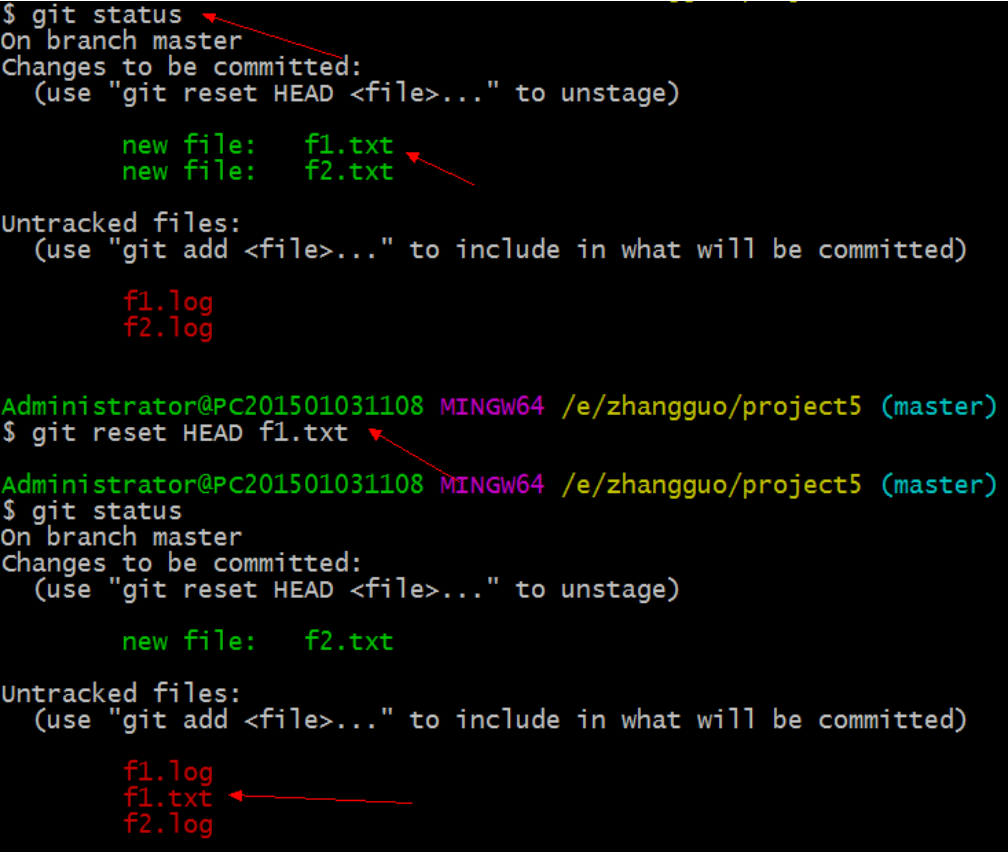 $ git status
On branch master
Changes to be committed:
  (use "git reset HEAD <file>..." to unstage)
        new file:   f1.txt
        new file:   f2.txt
Untracked files:
  (use "git add <file>..." to include in what will be committed)
        f1.log
        f2.log
Administrator@PC201501031108 MINGW64 /e/zhangguo/project5 (master)
$ git reset HEAD f1.txt
Administrator@PC201501031108 MINGW64 /e/zhangguo/project5 (master)
$ git status
On branch master
Changes to be committed:
  (use "git reset HEAD <file>..." to unstage)
        new file:   f2.txt
Untracked files:
  (use "git add <file>..." to include in what will be committed)
        f1.log
        f1.txt
        f2.log